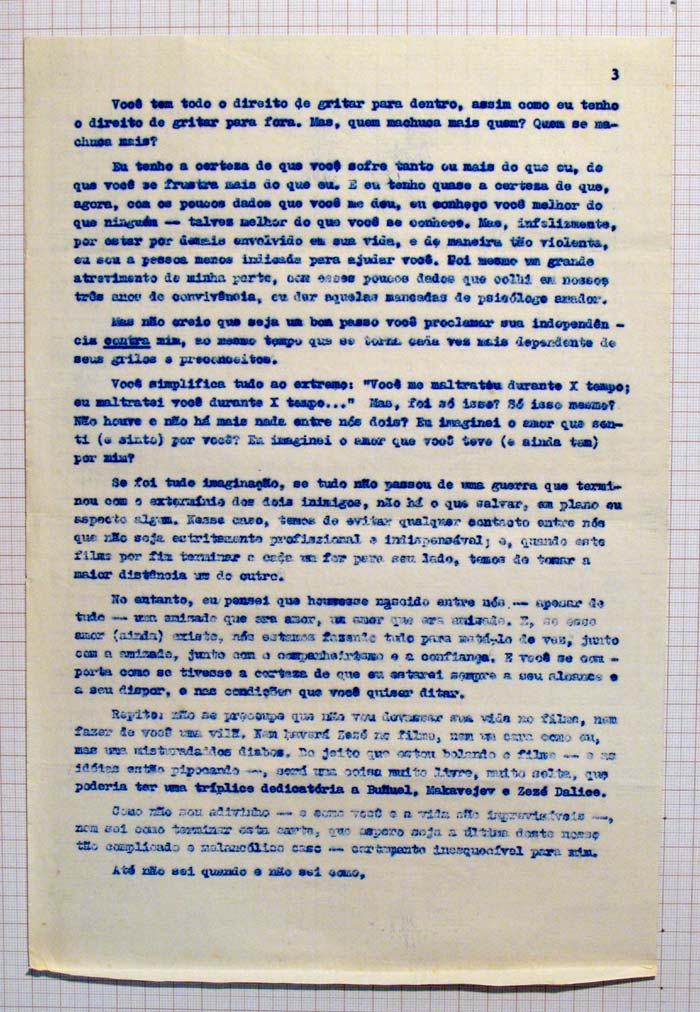 3
Você tem todo o direito de gritar para dentro, assim como eu tenho
o direito de gritar para fora. Mas, quem machuca mais quem? Quem se ma-
chuca mais?
Eu tenho a certeza de que você sofre tanto ou mais do que eu, de
que você se frustra mais do que eu. E eu tenho quase a certeza de que,
agora, com os poucos dados que você me deu, eu conheço você melhor do
que ninguém -- talvez melhor do que você se conhece. Mas, infelizmente,
por estar por demais envolvido em sua vida, e de maneira tão violenta,
eu sou a pessoa menos indicada para ajudar você. Foi mesmo um grande
atrevimento de minha parte, com esses poucos dados que colhi em nossos
três anos de convivência, eu dar aquelas mancadas de psicólogo amador.
Mas não creio que seja um bom passo você proclamar sua independên -
cia contra mim, ao mesmo tempo que se torna cada vez mais dependente de
seus grilos e preconceitos.
Você simplifica tudo ao extremo: "Você me maltratou durante X tempo;
eu maltratei você durante X tempo..." Mas, foi só isso? Só isso mesmo?
Não houve e não há mais nada entre nós dois? Eu imaginei o amor que sen-
ti (e sinto) por você? Eu imaginei o amor que você teve (e ainda tem)
por mim?
Se foi tudo imaginação, se tudo não passou de uma guerra que termi-
nou com o extermínio dos dois inimigos, não há o que salvar, em plano ou
aspecto algum. Nesse caso, temos de evitar qualquer contacto entre nós
que não seja estritamente profissional e indispensável; e, quando este
filme por fim terminar e cada um for para seu lado, temos de tomar a
maior distância um do outro.
No entanto, eu pensei que houvesse nascido entre nós -- apesar de
tudo -- uma amizade que era amor, um amor que era amizade. E, se esse
amor (ainda) existe, nós estamos fazendo tudo para matá-lo de vez, junto
com a amizade, junto com o companheirismo e a confiança. E você se com -
porta como se tivesse a certeza de que eu estarei sempre a seu alcance e
a seu dispor, e nas condições que você quiser ditar.
Repito: não se preocupe que não vou devassar sua vida no filme, nem
fazer de você uma vilã. Nem haverá Zezé no filme, nem um cara como eu,
mas uma misturada dos diabos. Do jeito que estou bolando o filme -- e as
idéias estão pipocando --, será uma coisa muito livre, muito solta, que
poderia ter uma tríplice dedicatória a Buñuel, Makavejev e Zezé Dalice.
Como não sou adivinho -- e como você e a vida são imprevisíveis --,
nem sei como terminar esta carta, que espero seja a última deste nosso
tão complicado e melancólico caso -- certamente inesquecível para mim.
Até não sei quando e não sei como,